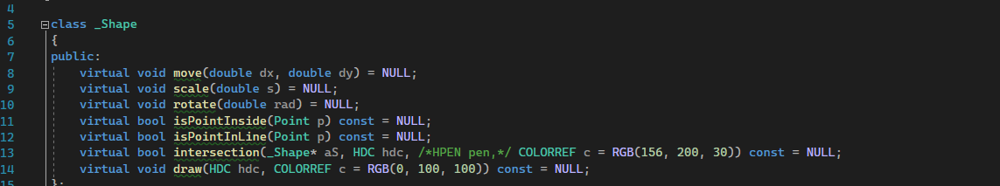 4
5 class _Shape
6 {
7 public:
8 virtual void move(double dx, double dy) = NULL;
9 virtual void scale(double s) = NULL;
10 virtual void rotate(double rad) = NULL;
11 virtual bool isPointInside(Point p) const = NULL;
12 virtual bool isPointInLine(Point p) const = NULL;
13 virtual bool intersection(_Shape* aS, HDC hdc, /*HPEN pen,*/ COLORREF c = RGB(156, 200, 30)) const = NULL;
14 virtual void draw(HDC hdc, COLORREF c = RGB(0, 100, 100)) const = NULL;
15 };